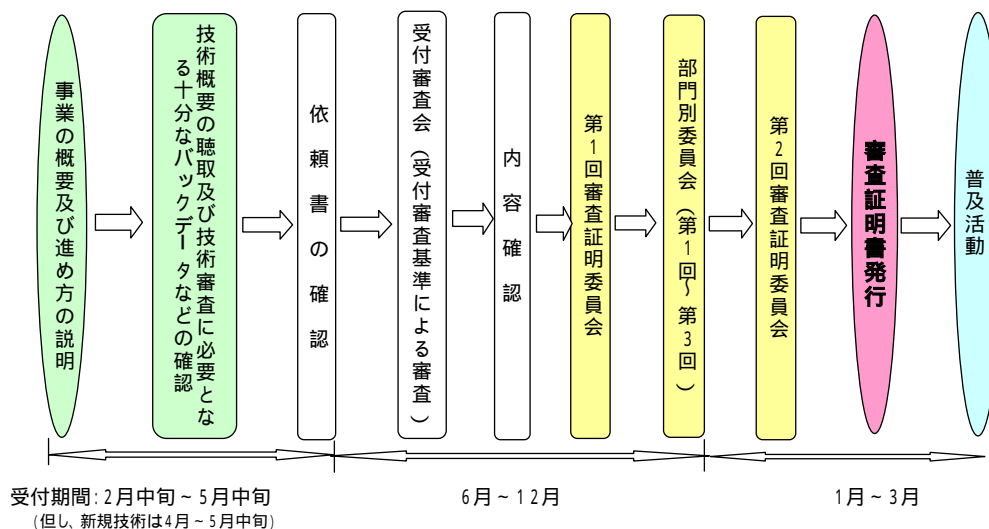 事業の概要及び進め方の説明
技術概要の聴取及び技術審査に必要とな
る十分なバックデータなどの確認
依頼書の確認
受付審査会(受付審査基準による審査)
内容確認
第1回審査証明委員会
部門別委員会(第1回~第3回)
第2回審査証明委員会
審査証明書発行
普及活動
受付期間:2月中旬~5月中旬
(但し、新規技術は4月~5月中旬)
6月~12月
1月~3月